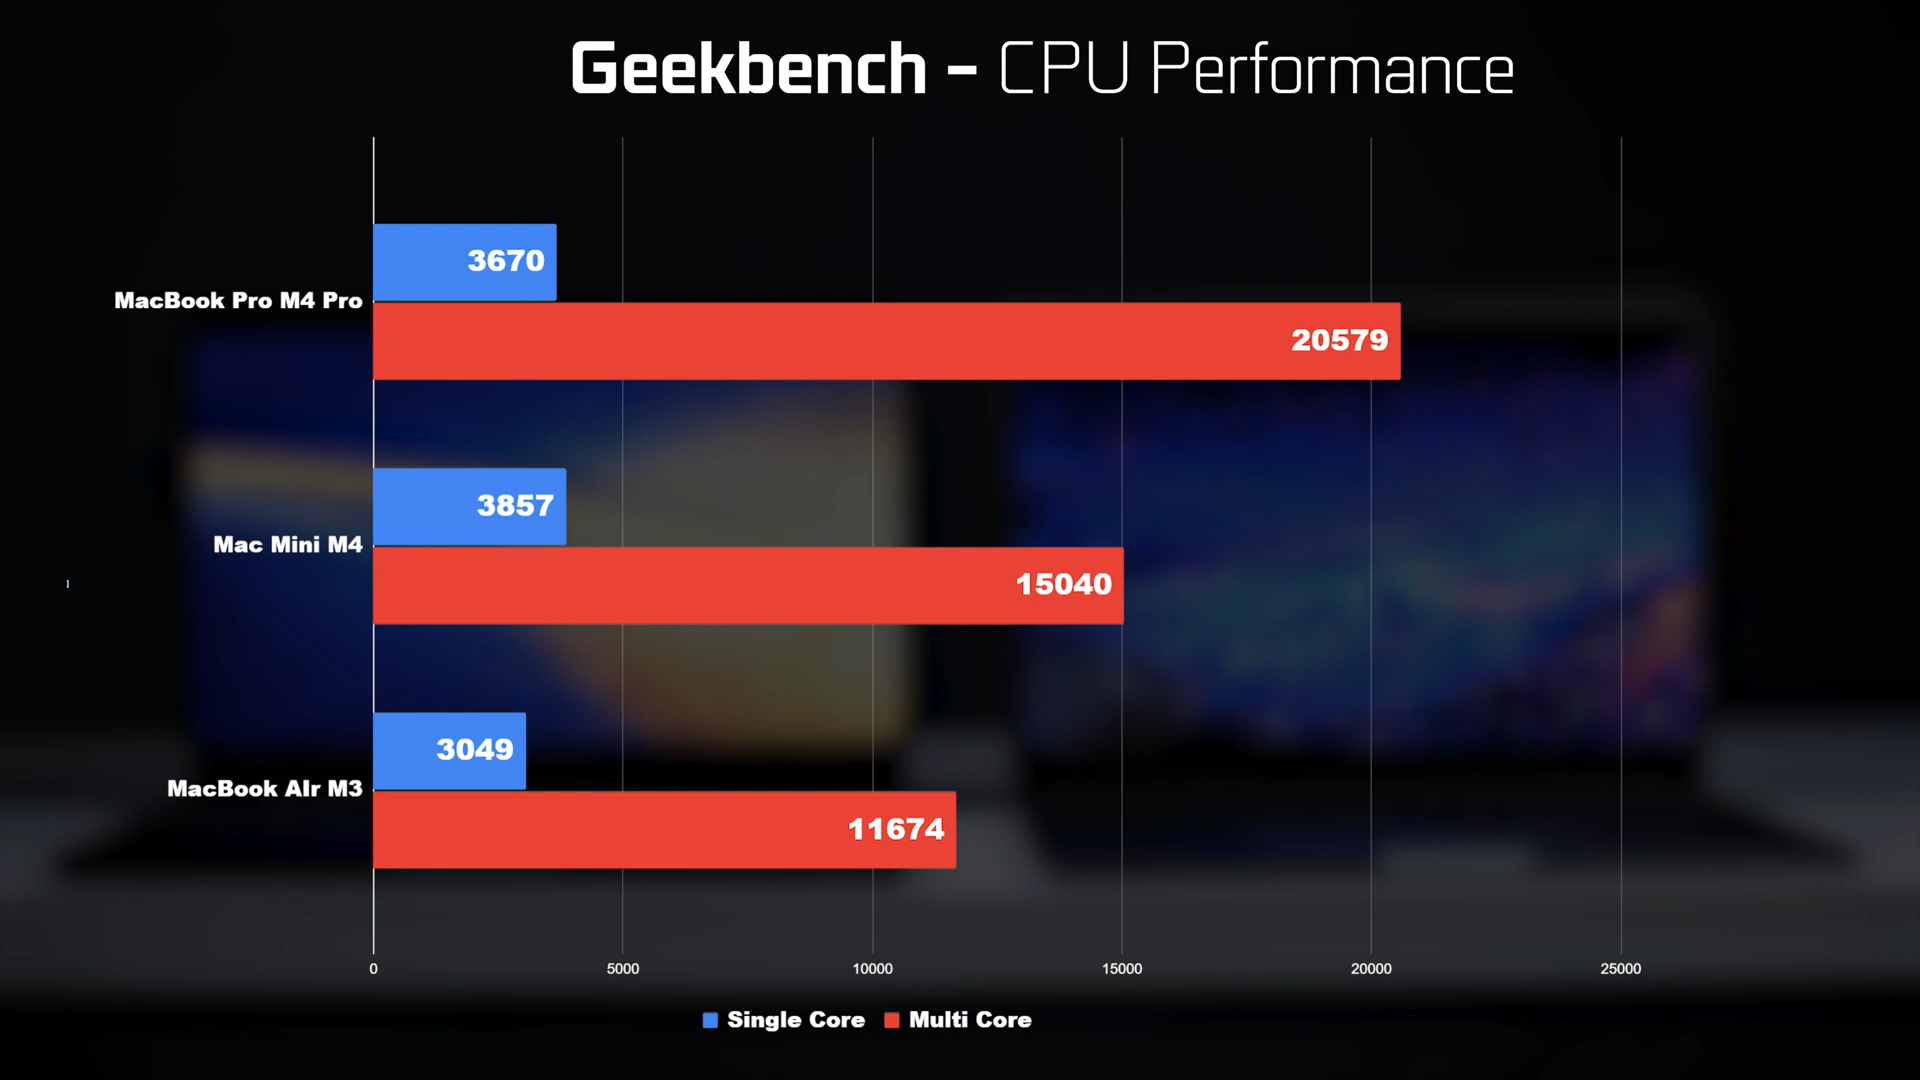 Geekbench – CPU Performance
3670
MacBook Pro M4 Pro
20579
3857
Mac Mini M4
15040
3049
MacBook AIr M3
11674
0 5000 10000 15000 20000 25000
Single Core Multi Core